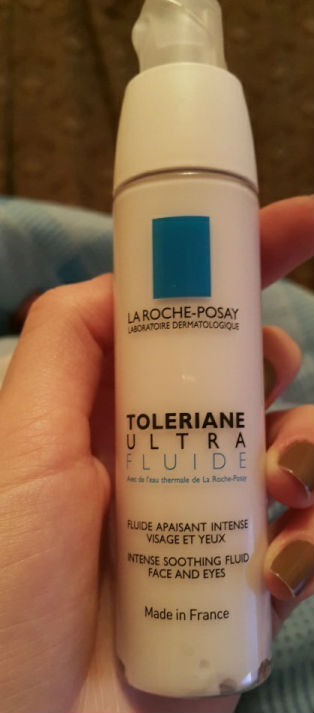 LA ROCHE-POSAY
LABORATOIRE DERMATOLOGIQUE
TOLERIANE
ULTRA
FLUIDE
Avec de l'eau thermale de La Roche-Posay
FLUIDE APAISANT INTENSE
VISAGE ET YEUX
INTENSE SOOTHING FLUID
FACE AND EYES
Made in France